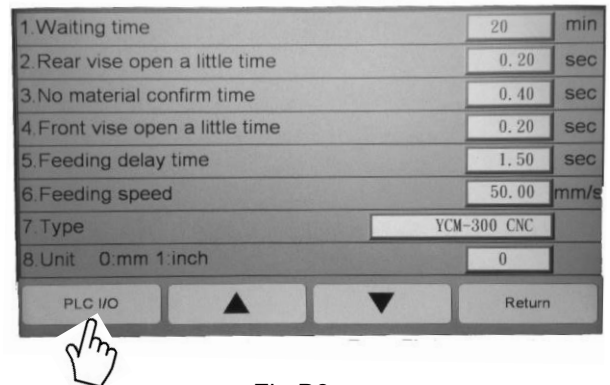 1.Waiting time 20 min
2.Rear vise open a little time 0.20 sec
3.No material confirm time 0.40 sec
4.Front vise open a little time 0.20 sec
5.Feeding delay time 1.50 sec
6.Feeding speed 50.00 mm/s
7.Type YCM-300 CNC
8.Unit 0:mm 1:inch 0
PLC I/O ▲ ▼ Return